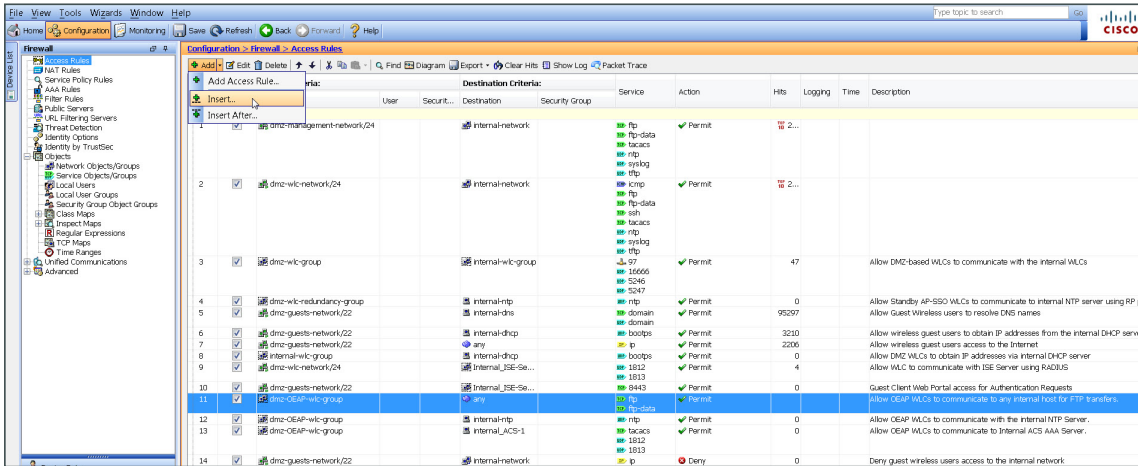 File View Tools Wizards Window Help
Type topic to search
Go
Home Configuration Monitoring Save Refresh Back Forward Help
CISCO
Device List
Firewall
Access Rules
NAT Rules
Service Policy Rules
AAA Rules
Filter Rules
Public Servers
URL Filtering Servers
Threat Detection
Identity Options
Identity by TrustSec
Objects
Network Objects/Groups
Service Objects/Groups
Local Users
Local User Groups
Security Group Object Groups
Class Maps
Inspect Maps
Regular Expressions
TCP Maps
Time Ranges
Unified Communications
Advanced
Configuration > Firewall > Access Rules
Add Edit Delete Find Diagram Export Clear Hits Show Log Packet Trace
Add Access Rule...
Insert...
Insert After...
eria: Destination Criteria:
User Securit... Destination Security Group Service Action Hits Logging Time Description
1 dmz-management-network/24 internal-network ftp Permit 2...
ftp-data
tacacs
ntp
syslog
tftp
2 dmz-wlc-network/24 internal-network icmp Permit 2...
ftp
ftp-data
ssh
tacacs
ntp
syslog
tftp
3 dmz-wlc-group internal-wlc-group 97 Permit 47 Allow DMZ-based WLCs to communicate with the internal WLCs
16666
5246
5247
4 dmz-wlc-redundancy-group internal-ntp ntp Permit 0 Allow Standby AP-SSO WLCs to communicate to internal NTP server using RP
5 dmz-guests-network/22 internal-dns domain Permit 95297 Allow Guest Wireless users to resolve DNS names
domain
6 dmz-guests-network/22 internal-dhcp bootps Permit 3210 Allow wireless guest users to obtain IP addresses from the internal DHCP serve
7 dmz-guests-network/22 any ip Permit 2206 Allow wireless guest users access to the Internet
8 internal-wlc-group internal-dhcp bootps Permit 0 Allow DMZ WLCs to obtain IP addresses via internal DHCP server
9 dmz-wlc-network/24 Internal_ISE-Se... 1812 Permit 4 Allow WLC to communicate with ISE Server using RADIUS
1813
10 dmz-guests-network/22 Internal_ISE-Se... 8443 Permit 0 Guest Client Web Portal access for Authentication Requests
11 dmz-OEAP-wlc-group any ftp Permit Allow OEAP WLCs to communicate to any internal host for FTP transfers.
ftp-data
12 dmz-OEAP-wlc-group internal-ntp ntp Permit 0 Allow OEAP WLCs to communicate with the internal NTP Server.
13 dmz-OEAP-wlc-group internal_ACS-1 tacacs Permit 0 Allow OEAP WLCs to communicate to Internal ACS AAA Server.
1812
1813
14 dmz-guests-network/22 internal-network ip Deny 0 Deny guest wireless users access to the internal network